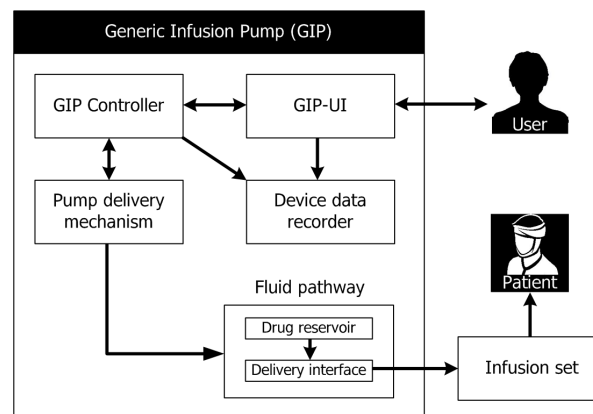 Generic Infusion Pump (GIP)
GIP Controller
GIP-UI
User
Pump delivery
mechanism
Device data
recorder
Patient
Fluid pathway
Drug reservoir
Delivery interface
Infusion set